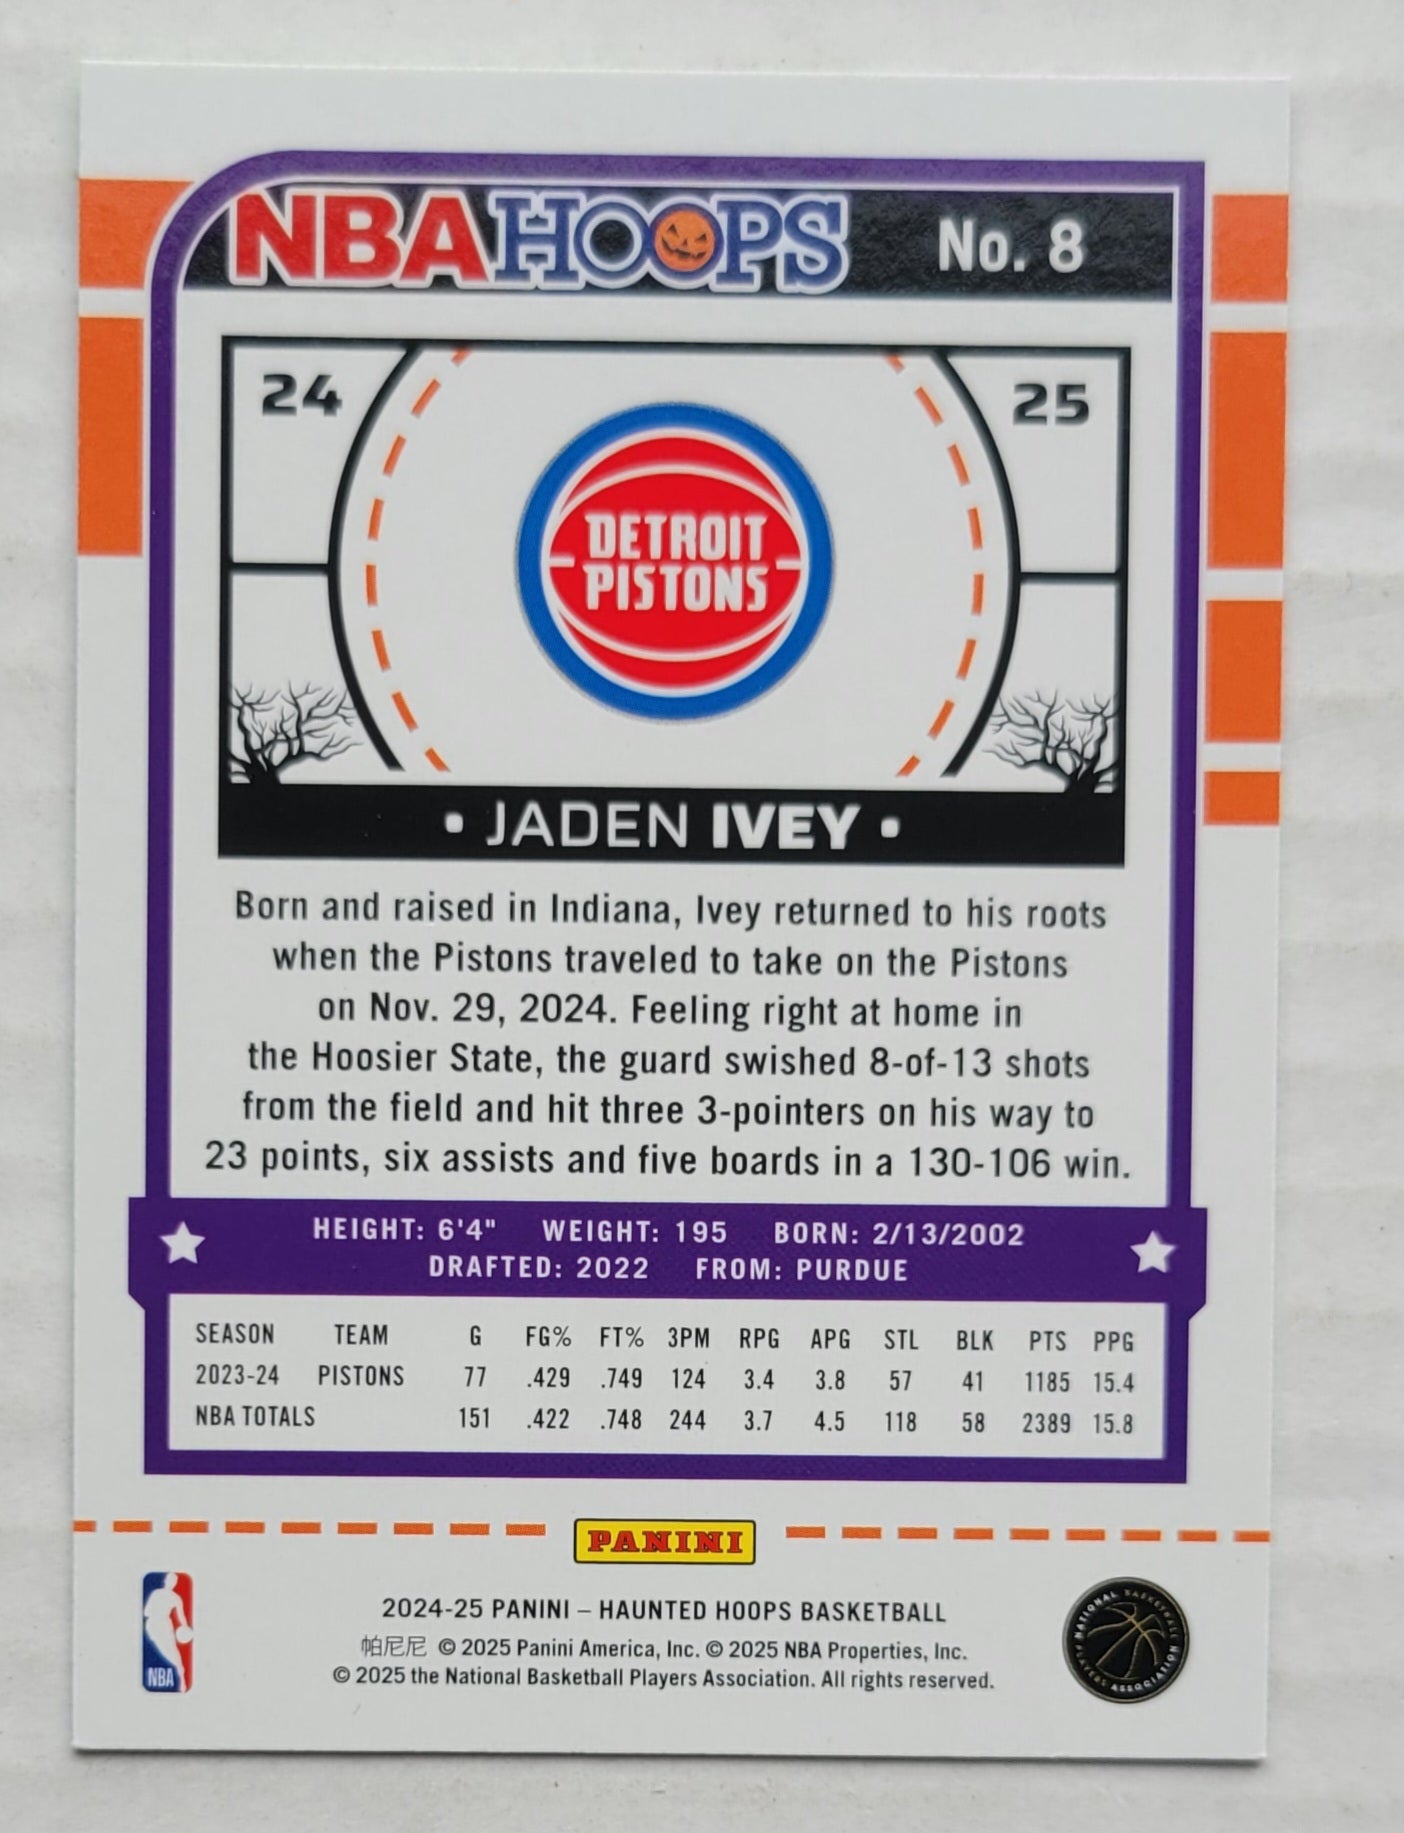 NBA HOOPS No. 8
24 25
DETROIT
PISTONS
• JADEN IVEY •
Born and raised in Indiana, Ivey returned to his roots
when the Pistons traveled to take on the Pistons
on Nov. 29, 2024. Feeling right at home in
the Hoosier State, the guard swished 8-of-13 shots
from the field and hit three 3-pointers on his way to
23 points, six assists and five boards in a 130-106 win.
HEIGHT: 6'4" WEIGHT: 195 BORN: 2/13/2002
DRAFTED: 2022 FROM: PURDUE
SEASON TEAM G FG% FT% 3PM RPG APG STL BLK PTS PPG
2023-24 PISTONS 77 .429 .749 124 3.4 3.8 57 41 1185 15.4
NBA TOTALS 151 .422 .748 244 3.7 4.5 118 58 2389 15.8
PANINI
2024-25 PANINI – HAUNTED HOOPS BASKETBALL
帕尼尼 © 2025 Panini America, Inc. © 2025 NBA Properties, Inc.
© 2025 the National Basketball Players Association. All rights reserved.
NBA
NATIONAL BASKETBALL PLAYERS ASSOCIATION